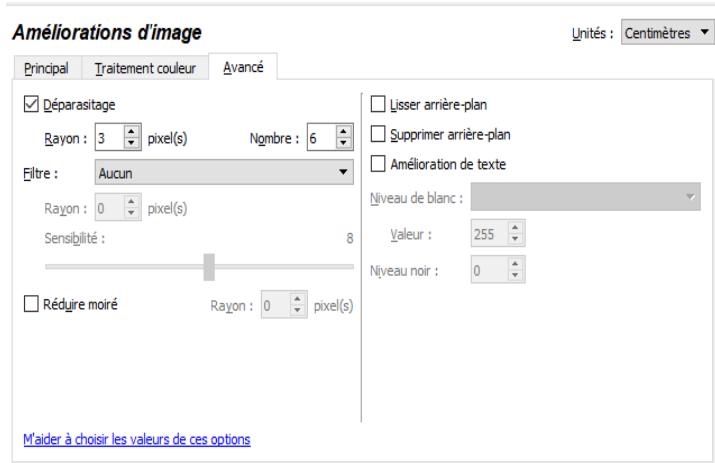 Améliorations d'image
Unités : Centimètres
Principal Traitement couleur Avancé
Déparasitage
Rayon : 3 pixel(s) Nombre : 6
Filtre : Aucun
Rayon : 0 pixel(s)
Sensibilité : 8
Réduire moiré Rayon : 0 pixel(s)
Lisser arrière-plan
Supprimer arrière-plan
Amélioration de texte
Niveau de blanc :
Valeur : 255
Niveau noir : 0
M'aider à choisir les valeurs de ces options